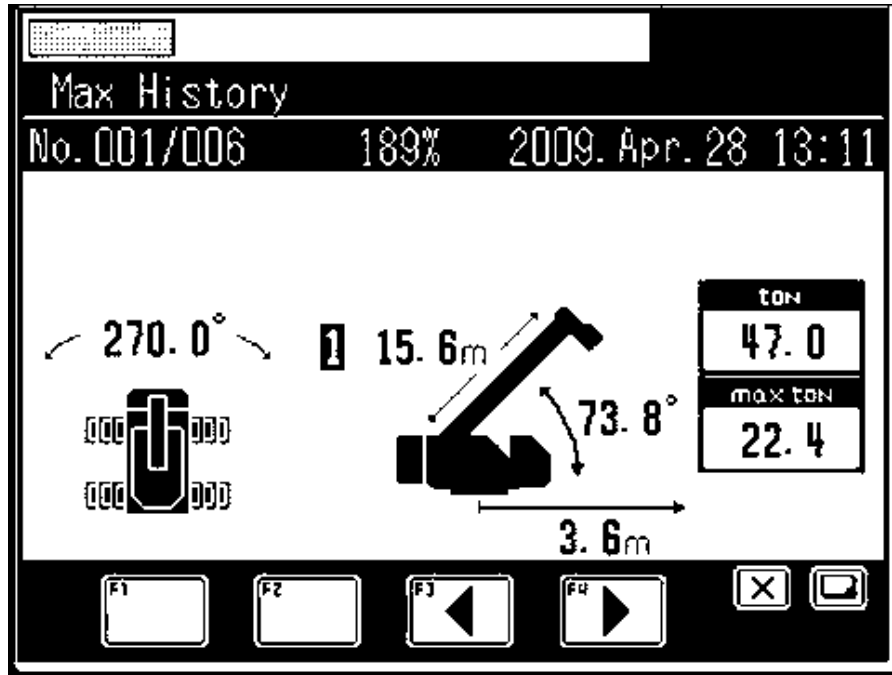 Max History
No. 001/006 189% 2009. Apr. 28 13:11
ton
270.0° 1 15.6m 47.0
max ton
73.8° 22.4
3.6m
F1 F2 F3 F4